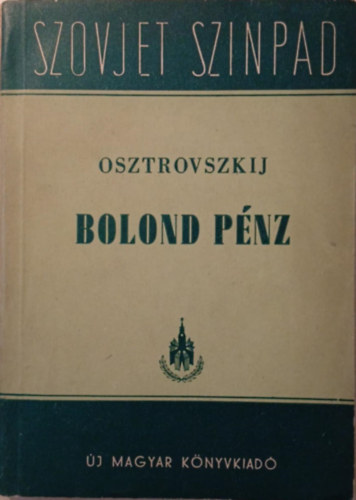 SZOVJET SZINPAD
OSZTROVSZKIJ
BOLOND PÉNZ
ÚJ MAGYAR KÖNYVKIADÓ